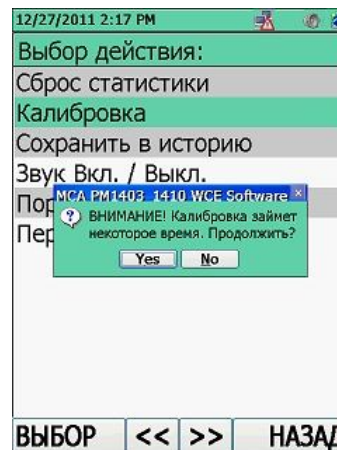 12/27/2011 2:17 PM
Выбор действия:
Сброс статистики
Калибровка
Сохранить в историю
Звук Вкл. / Выкл.
MCA PM1403_1410 WCE Software
ВНИМАНИЕ! Калибровка займет
некоторое время. Продолжить?
Yes No
ВЫБОР << >> НАЗАД